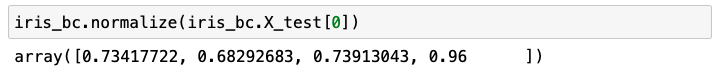 iris_bc.normalize(iris_bc.X_test[0])
array([0.73417722, 0.68292683, 0.73913043, 0.96      ])